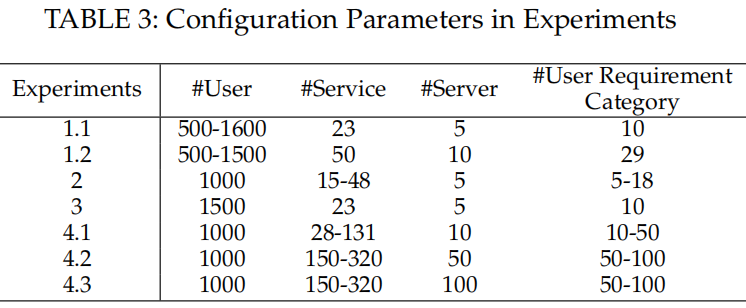 TABLE 3: Configuration Parameters in Experiments
Experiments #User #Service #Server #User Requirement Category
1.1 500-1600 23 5 10
1.2 500-1500 50 10 29
2 1000 15-48 5 5-18
3 1500 23 5 10
4.1 1000 28-131 10 10-50
4.2 1000 150-320 50 50-100
4.3 1000 150-320 100 50-100